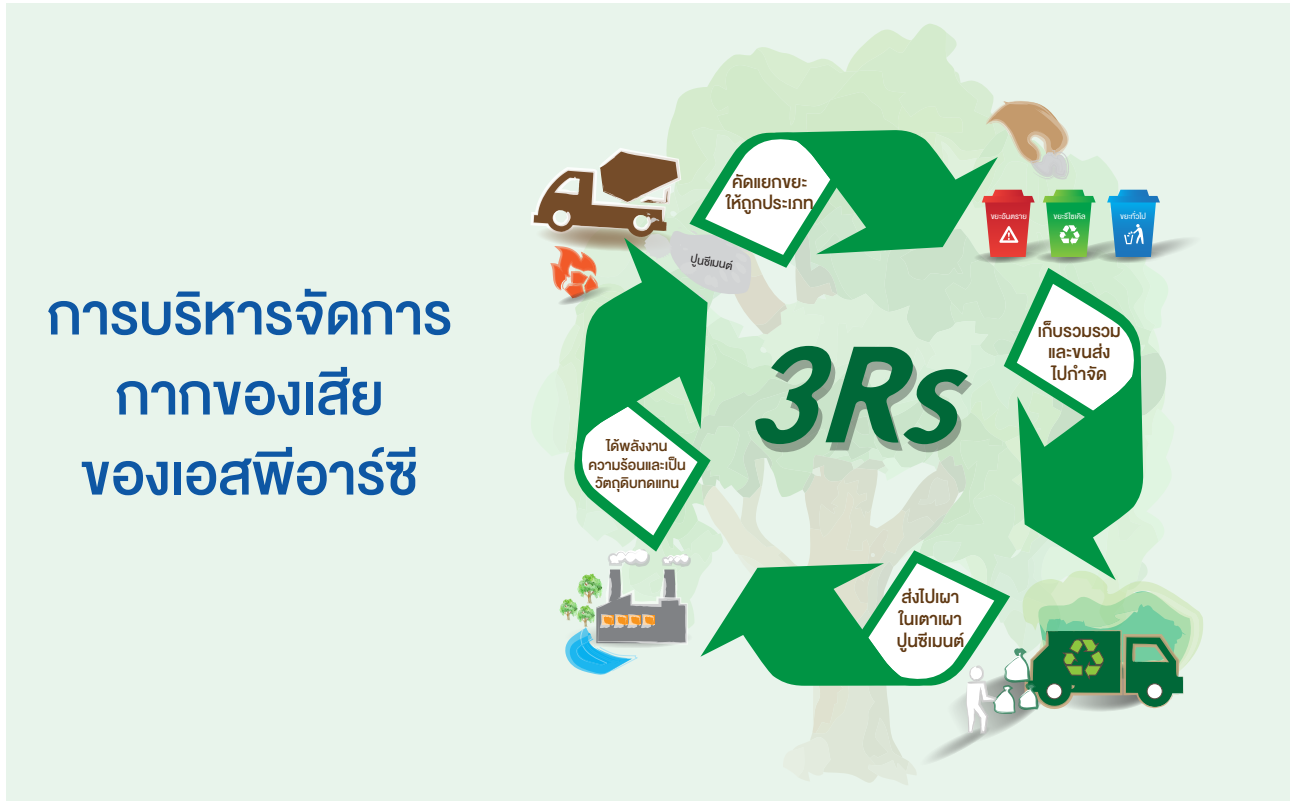 การบริหารจัดการ
กากของเสีย
ของเอสพีอาร์ซี
คัดแยกขยะ
ให้ถูกประเภท
ขยะอันตราย
ขยะรีไซเคิล
ขยะทั่วไป
ปูนซีเมนต์
เก็บรวมรวม
และขนส่ง
ไปกำจัด
3Rs
ได้พลังงาน
ความร้อนและเป็น
วัตถุดิบทดแทน
ส่งไปเผา
ในเตาเผา
ปูนซีเมนต์